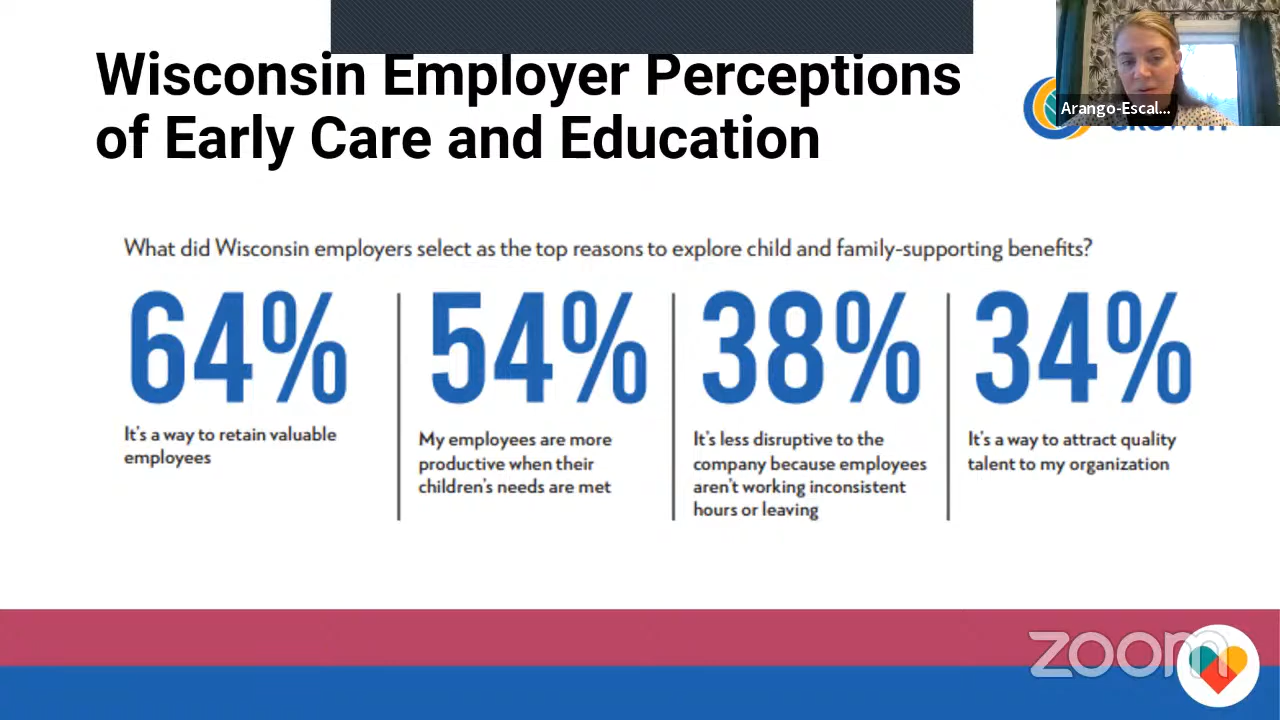 Wisconsin Employer Perceptions
of Early Care and Education
Arango-Escal...
What did Wisconsin employers select as the top reasons to explore child and family-supporting benefits?
64%
It's a way to retain valuable
employees
54%
My employees are more
productive when their
children's needs are met
38%
It's less disruptive to the
company because employees
aren't working inconsistent
hours or leaving
34%
It's a way to attract quality
talent to my organization
zoom